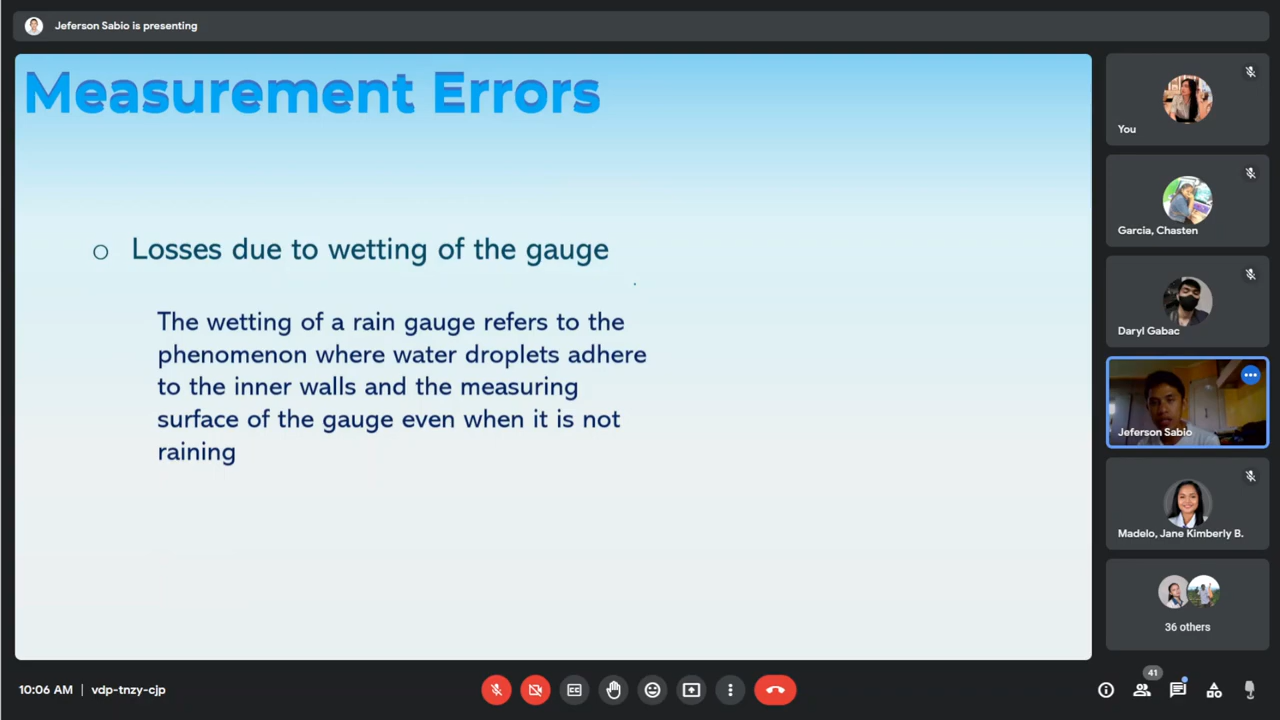 Jeferson Sabio is presenting
Measurement Errors
o Losses due to wetting of the gauge
The wetting of a rain gauge refers to the
phenomenon where water droplets adhere
to the inner walls and the measuring
surface of the gauge even when it is not
raining
You
Garcia, Chasten
Daryl Gabac
Jeferson Sabio
Madelo, Jane Kimberly B.
36 others
10:06 AM | vdp-tnzy-cjp
41